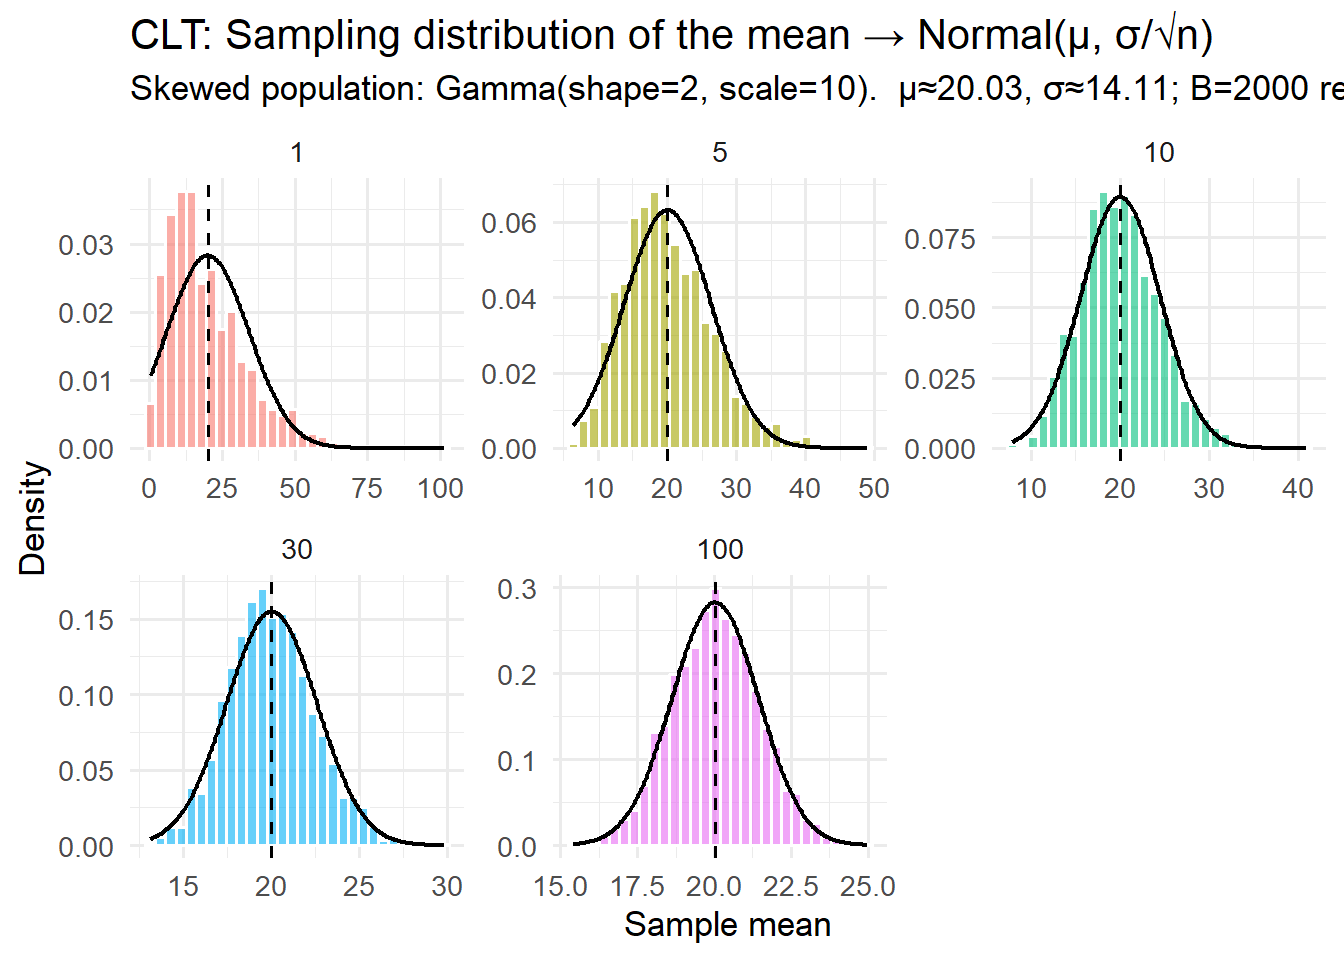 CLT: Sampling distribution of the mean → Normal(μ, σ/√n)
Skewed population: Gamma(shape=2, scale=10).  μ≈20.03, σ≈14.11; B=2000 re
1
5
10
0.03
0.02
0.01
0.00
0 25 50 75 100
0.06
0.04
0.02
0.00
10 20 30 40 50
0.075
0.050
0.025
0.000
10 20 30 40
Density
30
100
0.15
0.10
0.05
0.00
15 20 25 30
0.3
0.2
0.1
0.0
15.0 17.5 20.0 22.5 25.0
Sample mean